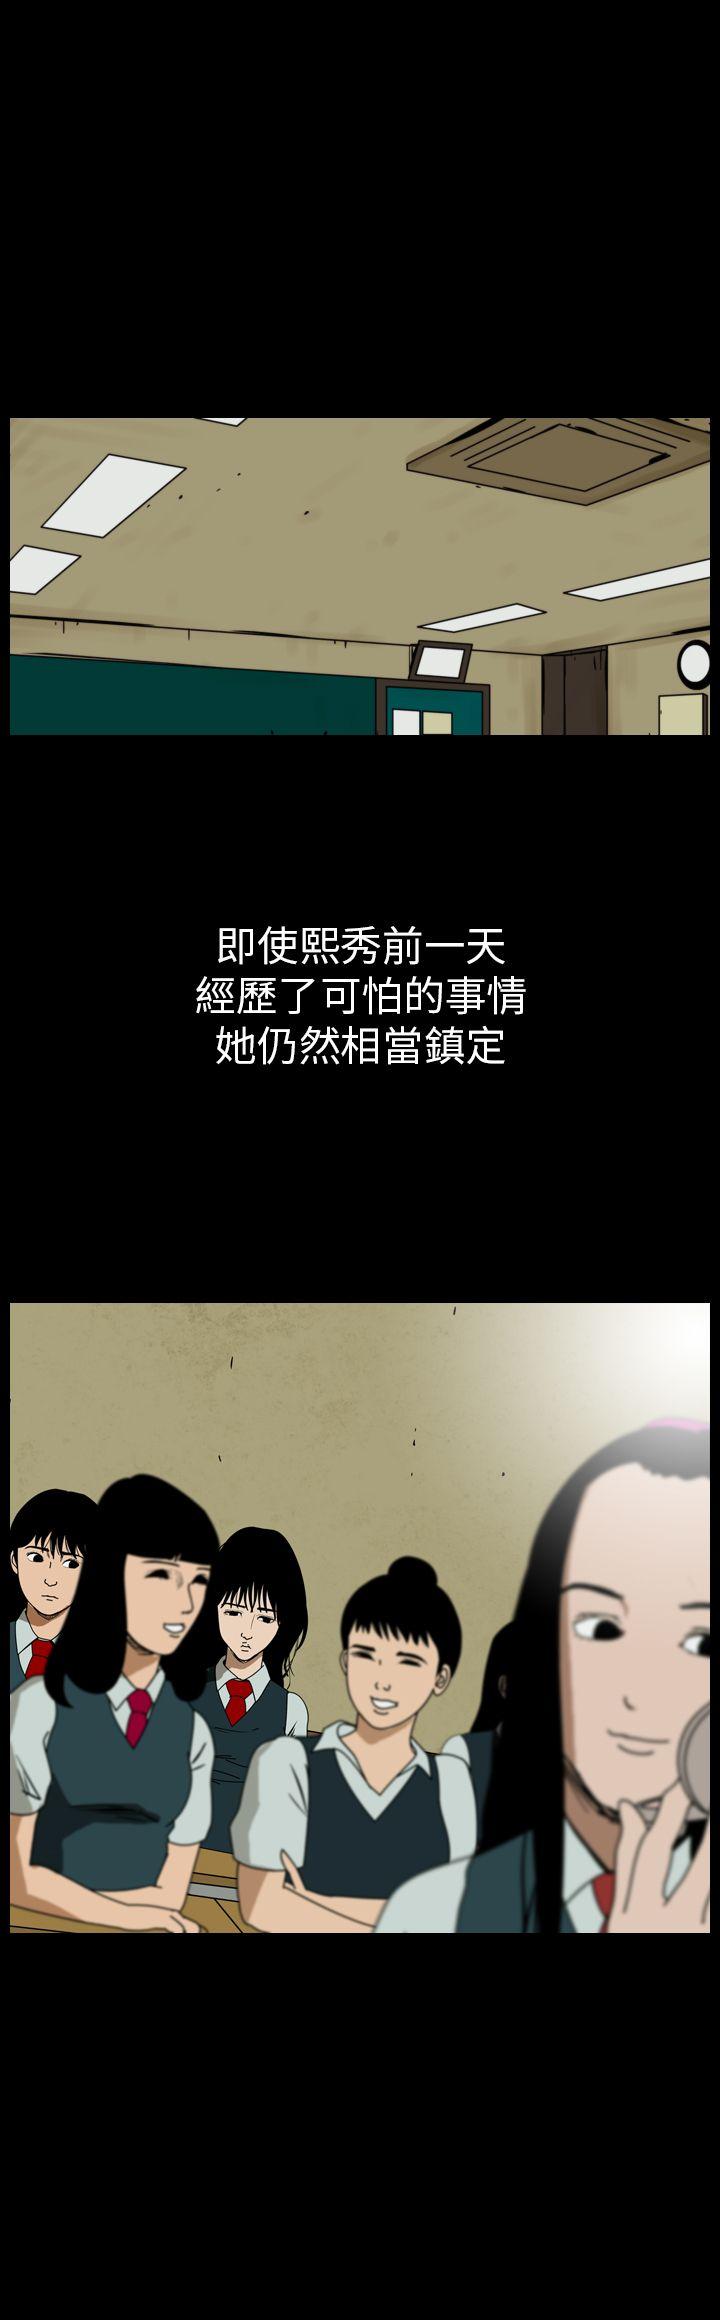 即使熙秀前一天
經歷了可怕的事情
她仍然相當鎮定